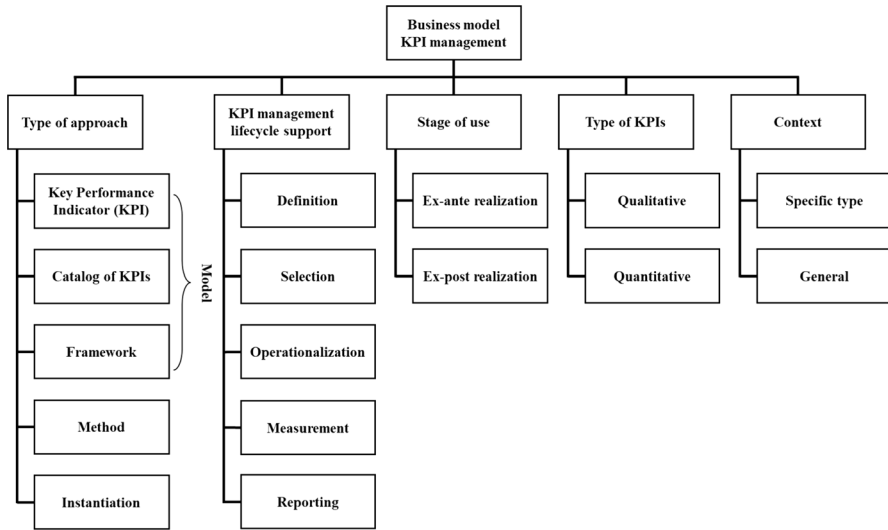 Business model
KPI management
Type of approach
KPI management
lifecycle support
Stage of use
Type of KPIs
Context
Key Performance
Indicator (KPI)
Catalog of KPIs
Framework
Method
Instantiation
Model
Definition
Selection
Operationalization
Measurement
Reporting
Ex-ante realization
Ex-post realization
Qualitative
Quantitative
Specific type
General